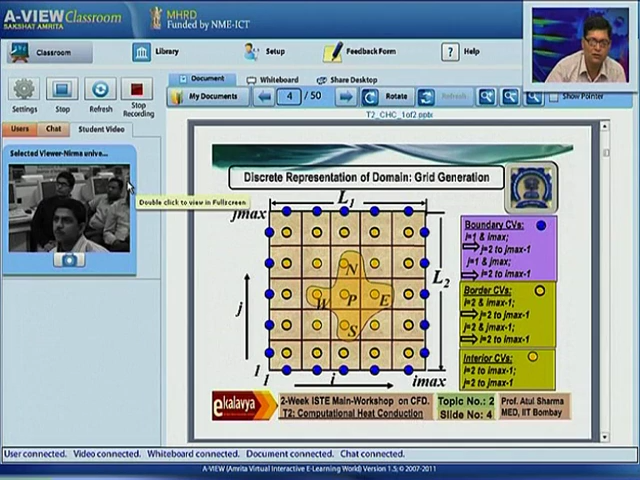 A-VIEW Classroom
SAKSHAT AMRITA
MHRD
Funded by NME-ICT
Classroom
Library
Setup
Feedback Form
? Help
Settings
Stop
Refresh
Stop Recording
Document
Whiteboard
Share Desktop
My Documents
4 / 50
Rotate
Refresh
Show Pointer
Users
Chat
Student Video
T2_CHC_1of2.pptx
Selected Viewer-Nirma unive...
Double click to view in Fullscreen
Discrete Representation of Domain: Grid Generation
L1
jmax
N
W P E
S
L2
j
1
1 i imax
Boundary CVs:
i=1 & imax;
j=2 to jmax-1
j=1 & jmax;
i=2 to imax-1
Border CVs:
i=2 & imax-1;
j=2 to jmax-1
j=2 & jmax-1;
i=2 to imax-1
Interior CVs:
i=2 to imax-1
j=2 to jmax-1
ekalavya
2-Week ISTE Main-Workshop on CFD.
T2: Computational Heat Conduction
Topic No.: 2
Slide No.: 4
Prof. Atul Sharma
MED, IIT Bombay
User connected. Video connected. Whiteboard connected. Document connected. Chat connected.
A-VIEW (Amrita Virtual Interactive E-Learning World) Version 1.5; © 2007-2011